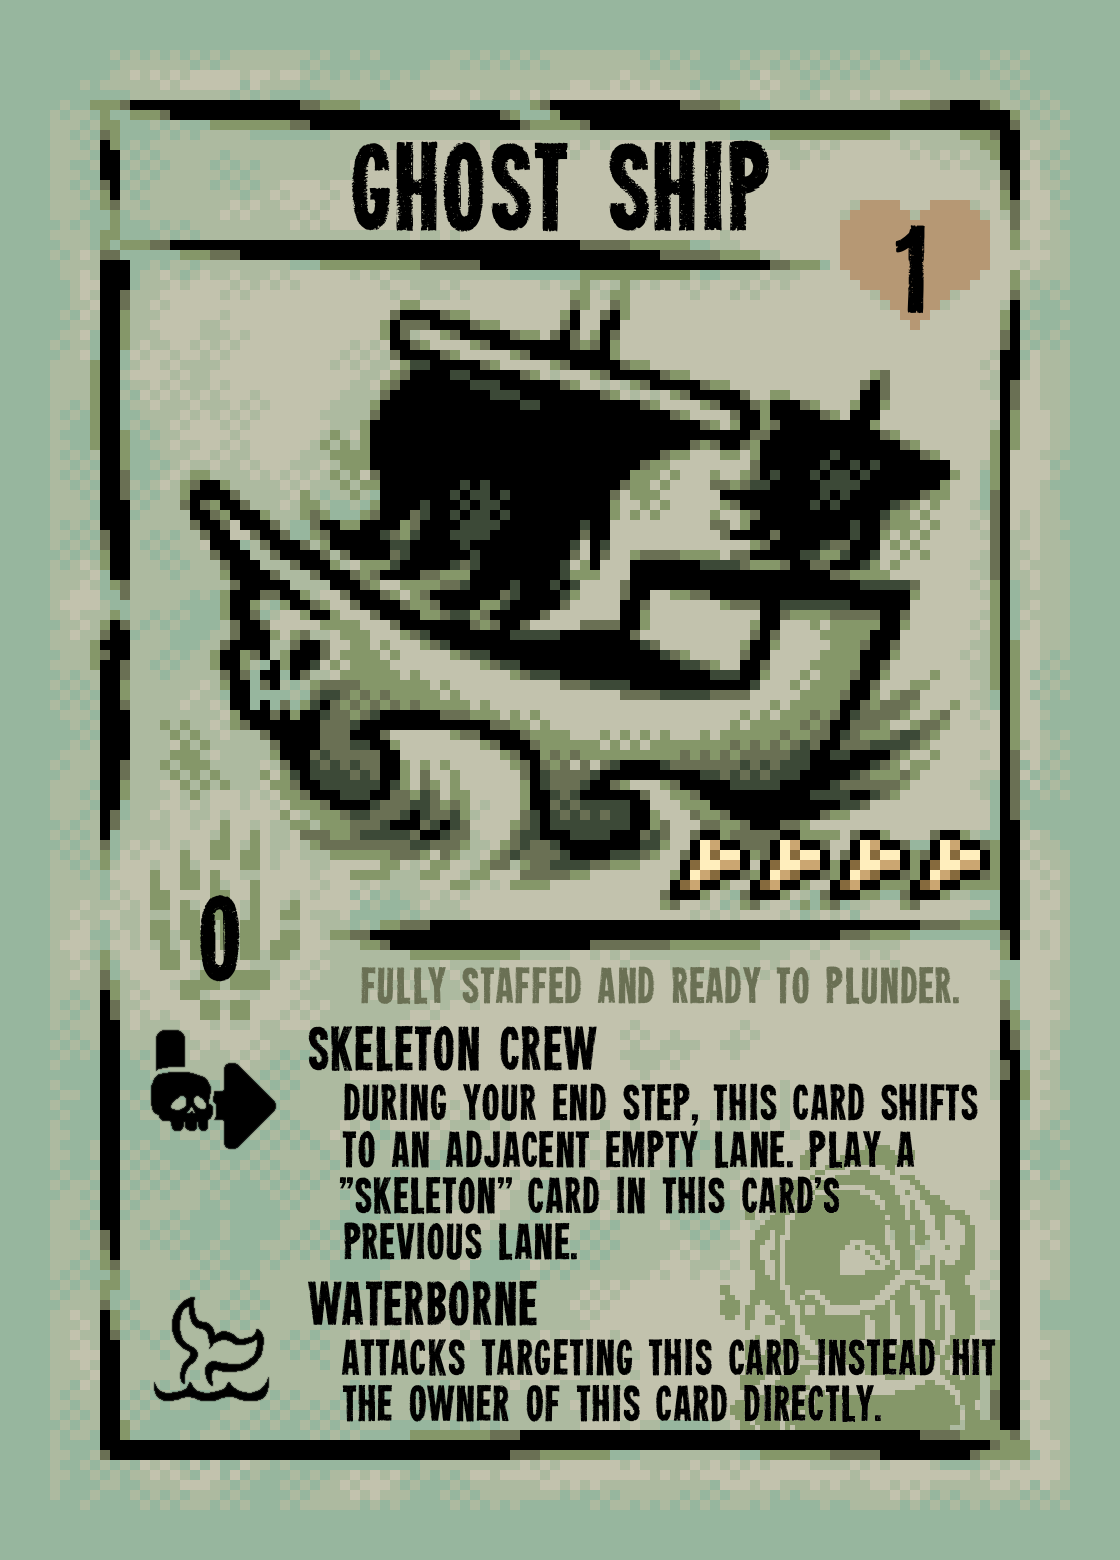 GHOST SHIP
1
0
FULLY STAFFED AND READY TO PLUNDER.
SKELETON CREW
DURING YOUR END STEP, THIS CARD SHIFTS
TO AN ADJACENT EMPTY LANE. PLAY A
"SKELETON" CARD IN THIS CARD'S
PREVIOUS LANE.
WATERBORNE
ATTACKS TARGETING THIS CARD INSTEAD HIT
THE OWNER OF THIS CARD DIRECTLY.